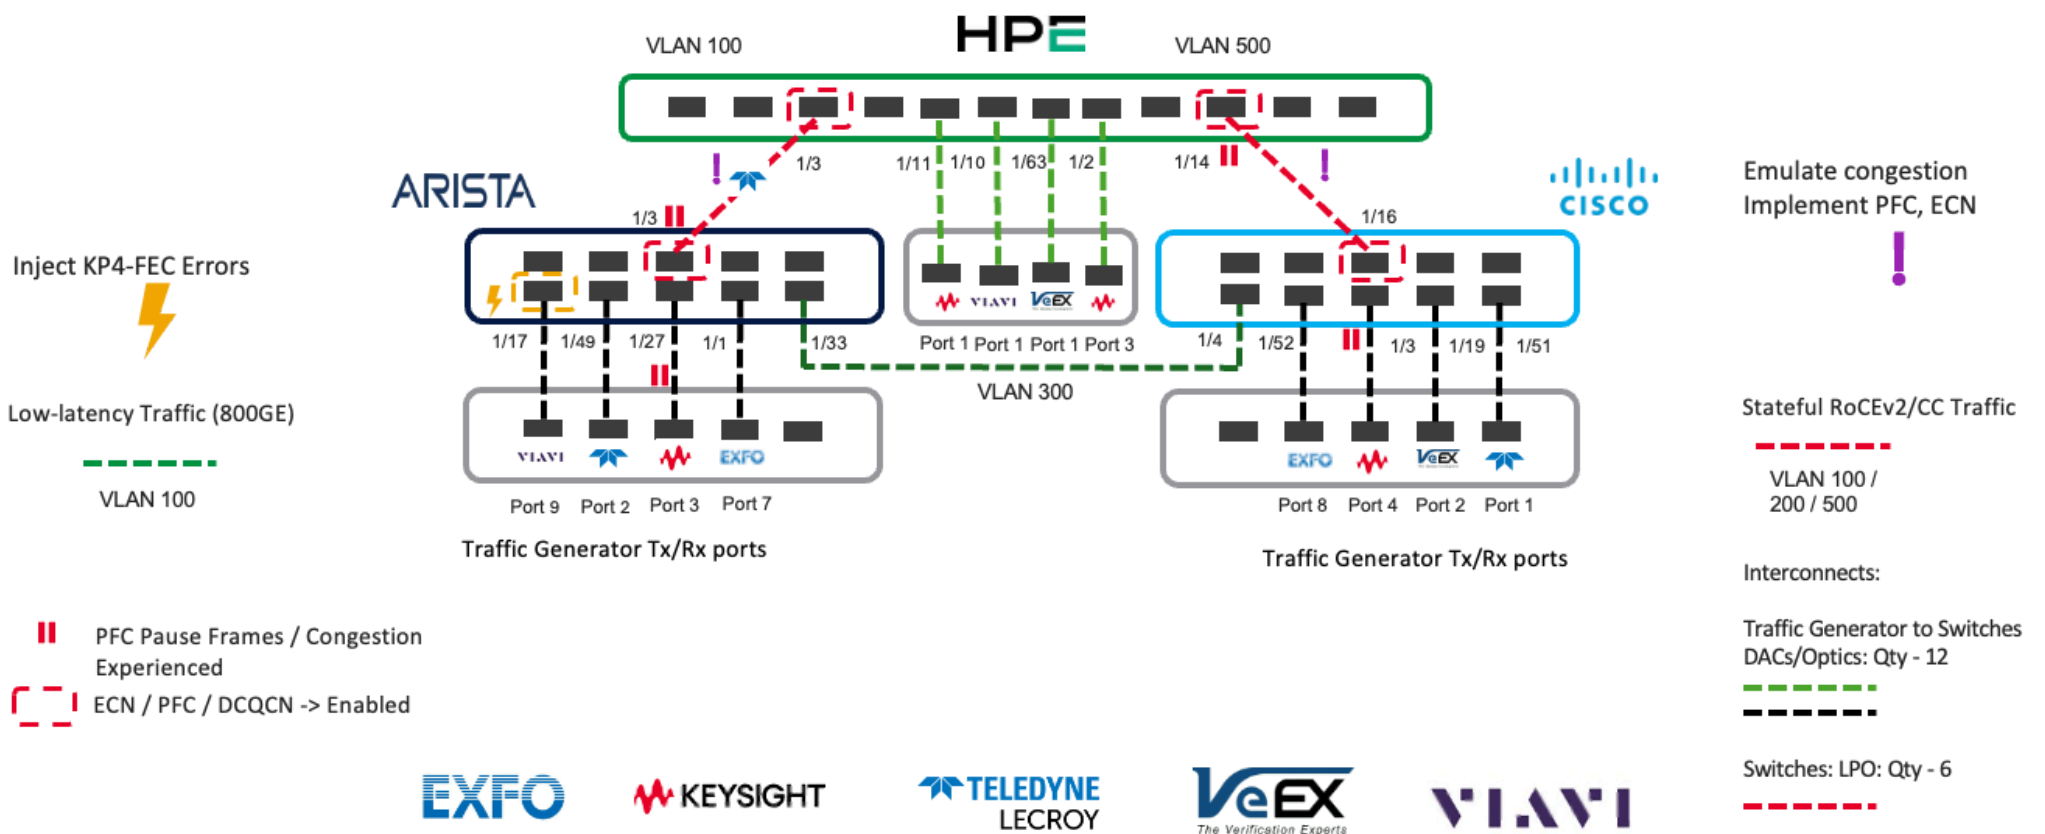 VLAN 100
HPE
VLAN 500
1/3
1/11
1/10
1/63
1/2
1/14
ARISTA
CISCO
Emulate congestion
Implement PFC, ECN
1/3
1/16
Inject KP4-FEC Errors
VIAVI
VeEX
1/17
1/49
1/27
1/1
1/33
Port 1
Port 1
Port 1
Port 3
1/4
1/52
1/3
1/19
1/51
VLAN 300
Low-latency Traffic (800GE)
VLAN 100
Stateful RoCEv2/CC Traffic
VLAN 100 /
200 / 500
VIAVI
EXFO
EXFO
VeEX
Port 9
Port 2
Port 3
Port 7
Port 8
Port 4
Port 2
Port 1
Traffic Generator Tx/Rx ports
Traffic Generator Tx/Rx ports
Interconnects:
Traffic Generator to Switches
DACs/Optics: Qty - 12
PFC Pause Frames / Congestion
Experienced
ECN / PFC / DCQCN -> Enabled
Switches: LPO: Qty - 6
EXFO
KEYSIGHT
TELEDYNE
LECROY
VeEX
The Verification Experts
VIAVI